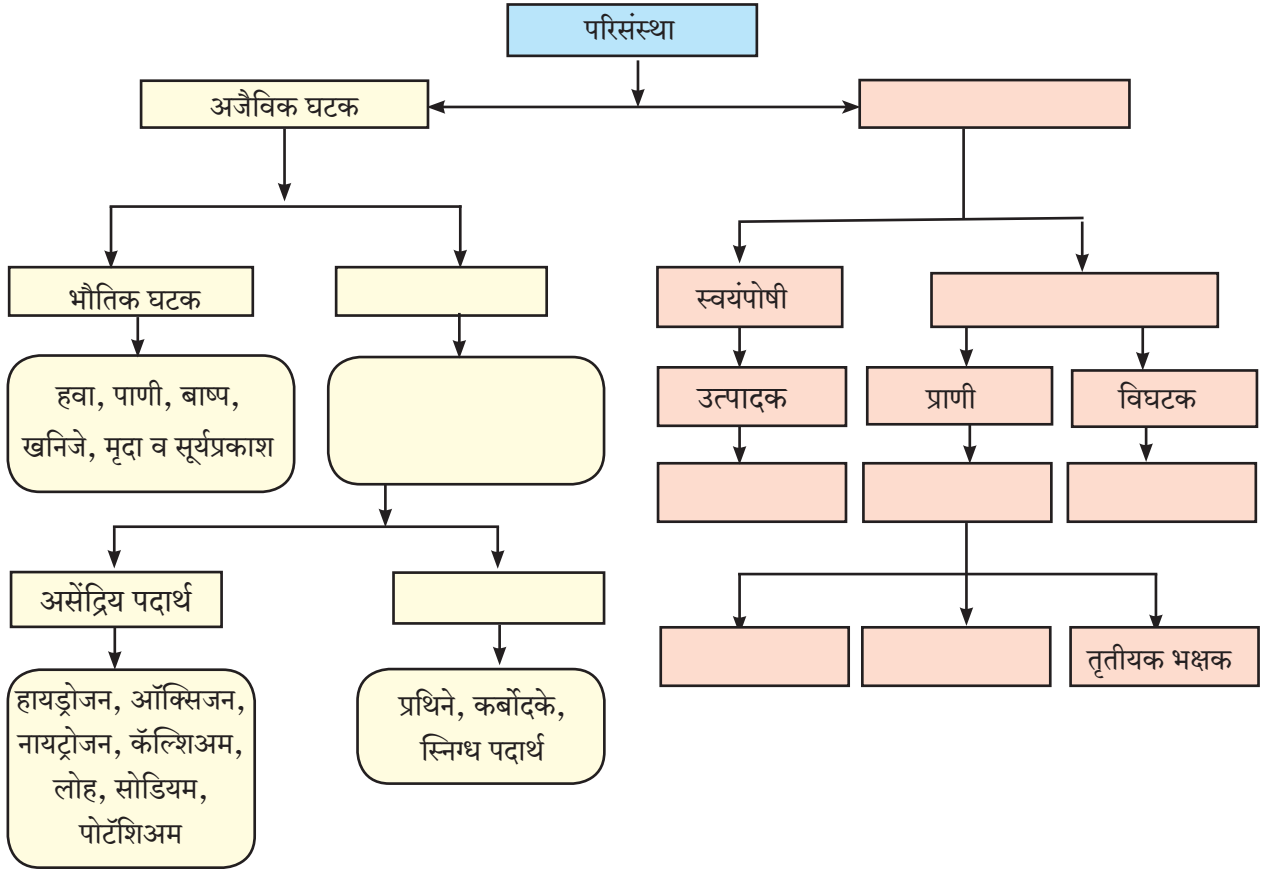 परिसंस्था
अजैविक घटक
भौतिक घटक
स्वयंपोषी
हवा, पाणी, बाष्प,
खनिजे, मृदा व सूर्यप्रकाश
उत्पादक
प्राणी
विघटक
असेंद्रिय पदार्थ
तृतीयक भक्षक
हायड्रोजन, ऑक्सिजन,
नायट्रोजन, कॅल्शिअम,
लोह, सोडियम,
पोटॅशिअम
प्रथिने, कर्बोदके,
स्निग्ध पदार्थ